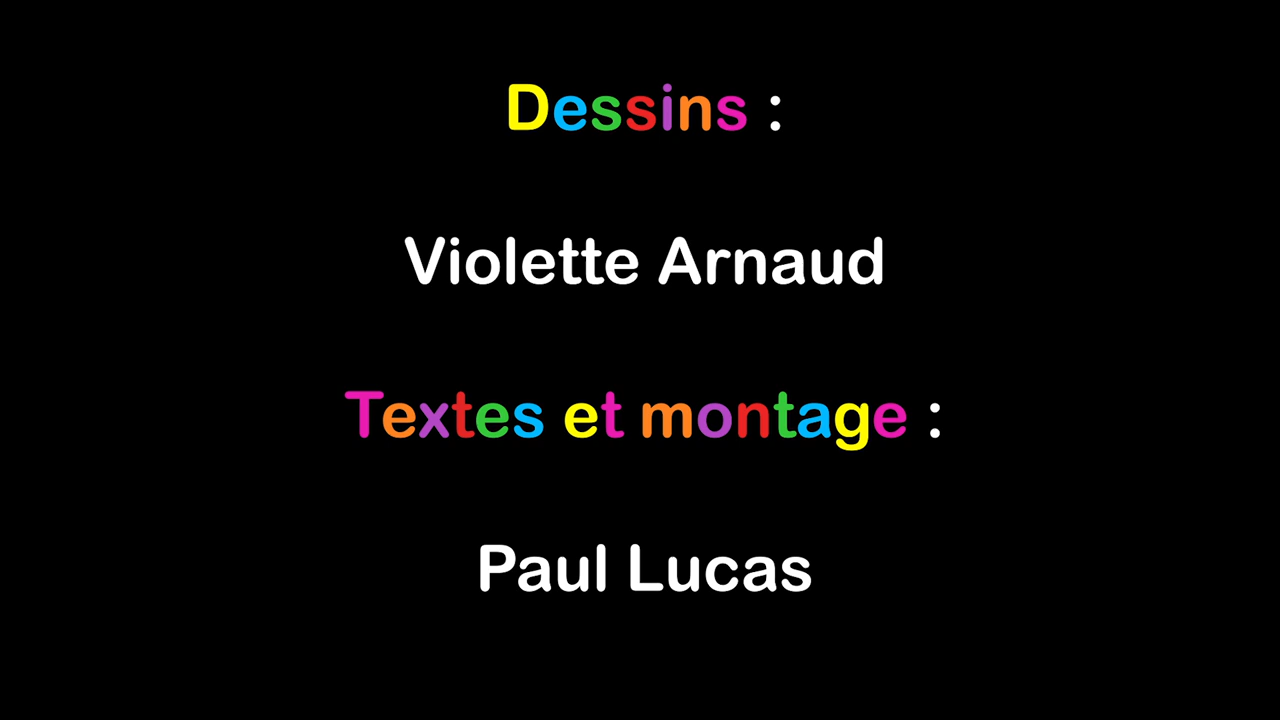 Dessins :
Violette Arnaud
Textes et montage :
Paul Lucas